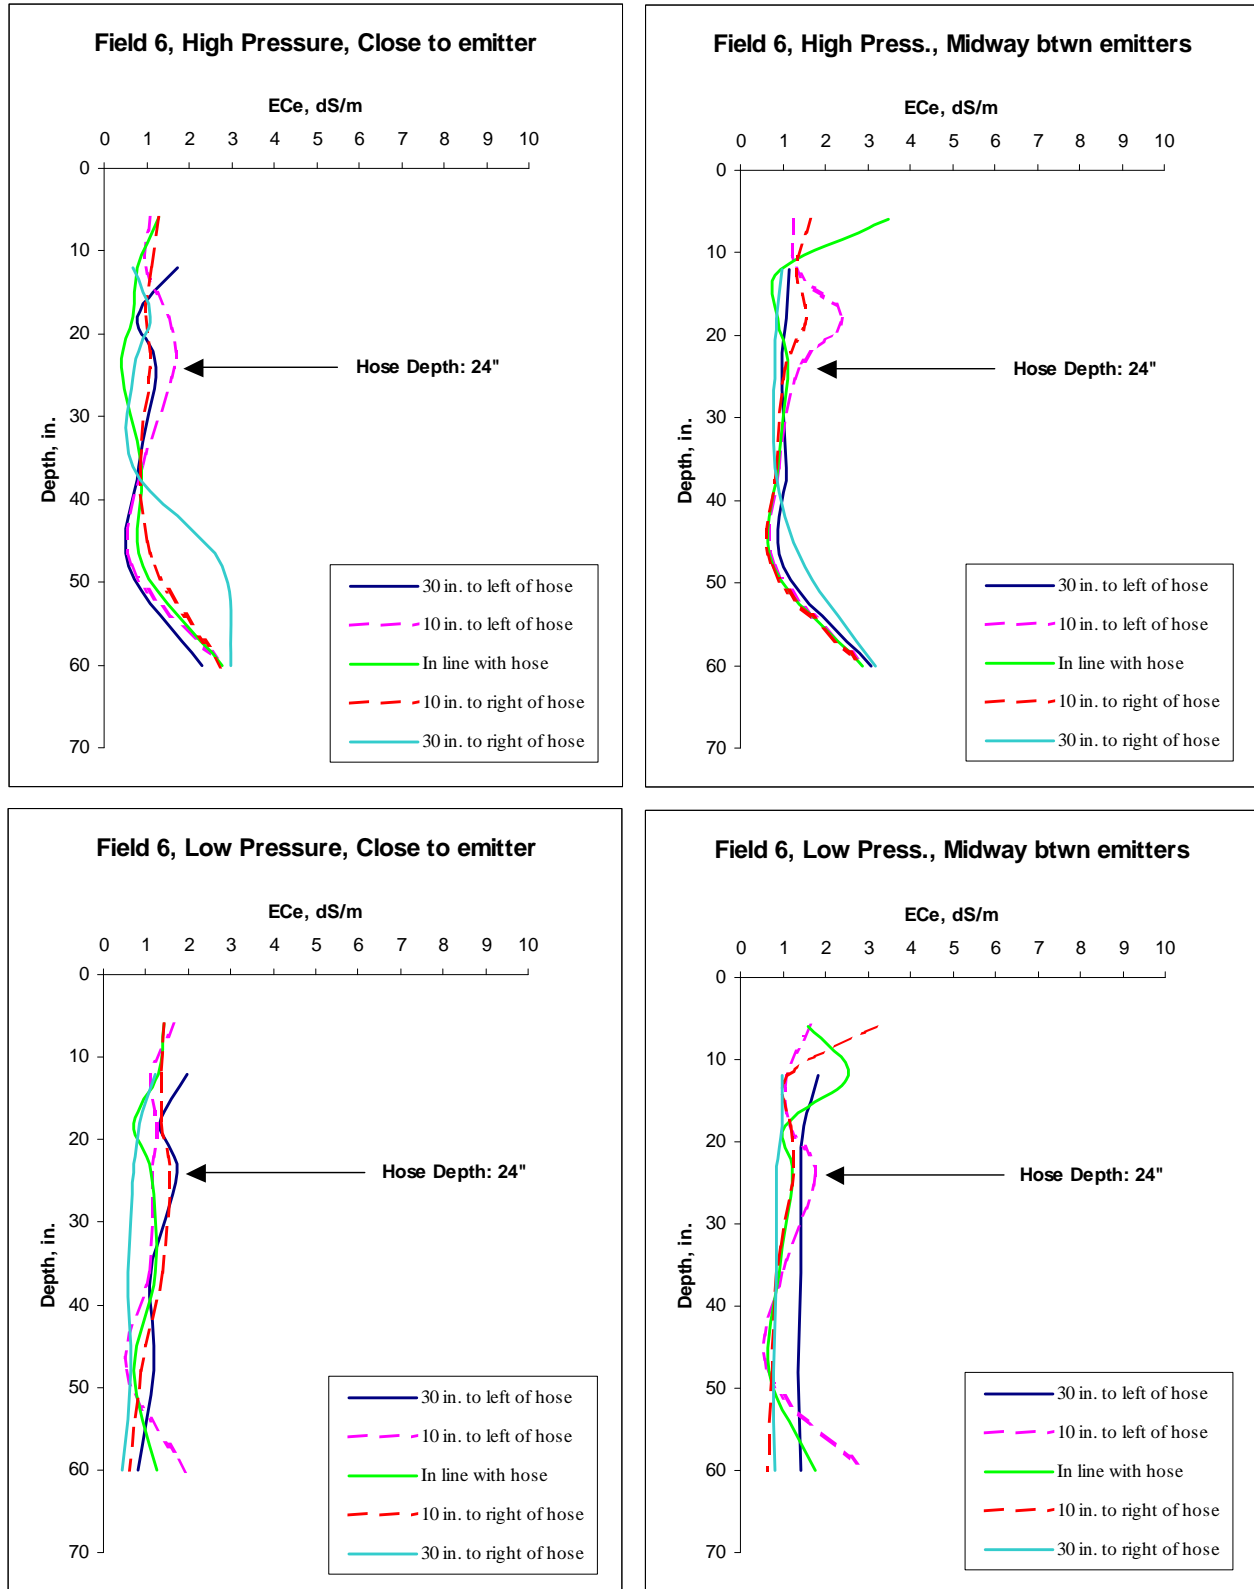 Field 6, High Pressure, Close to emitter
ECe, dS/m
0 1 2 3 4 5 6 7 8 9 10
0
10
20
30
40
50
60
70
Depth, in.
Hose Depth: 24"
30 in. to left of hose
10 in. to left of hose
In line with hose
10 in. to right of hose
30 in. to right of hose
Field 6, High Press., Midway btwn emitters
ECe, dS/m
0 1 2 3 4 5 6 7 8 9 10
0
10
20
30
40
50
60
70
Depth, in.
Hose Depth: 24"
30 in. to left of hose
10 in. to left of hose
In line with hose
10 in. to right of hose
30 in. to right of hose
Field 6, Low Pressure, Close to emitter
ECe, dS/m
0 1 2 3 4 5 6 7 8 9 10
0
10
20
30
40
50
60
70
Depth, in.
Hose Depth: 24"
30 in. to left of hose
10 in. to left of hose
In line with hose
10 in. to right of hose
30 in. to right of hose
Field 6, Low Press., Midway btwn emitters
ECe, dS/m
0 1 2 3 4 5 6 7 8 9 10
0
10
20
30
40
50
60
70
Depth, in.
Hose Depth: 24"
30 in. to left of hose
10 in. to left of hose
In line with hose
10 in. to right of hose
30 in. to right of hose